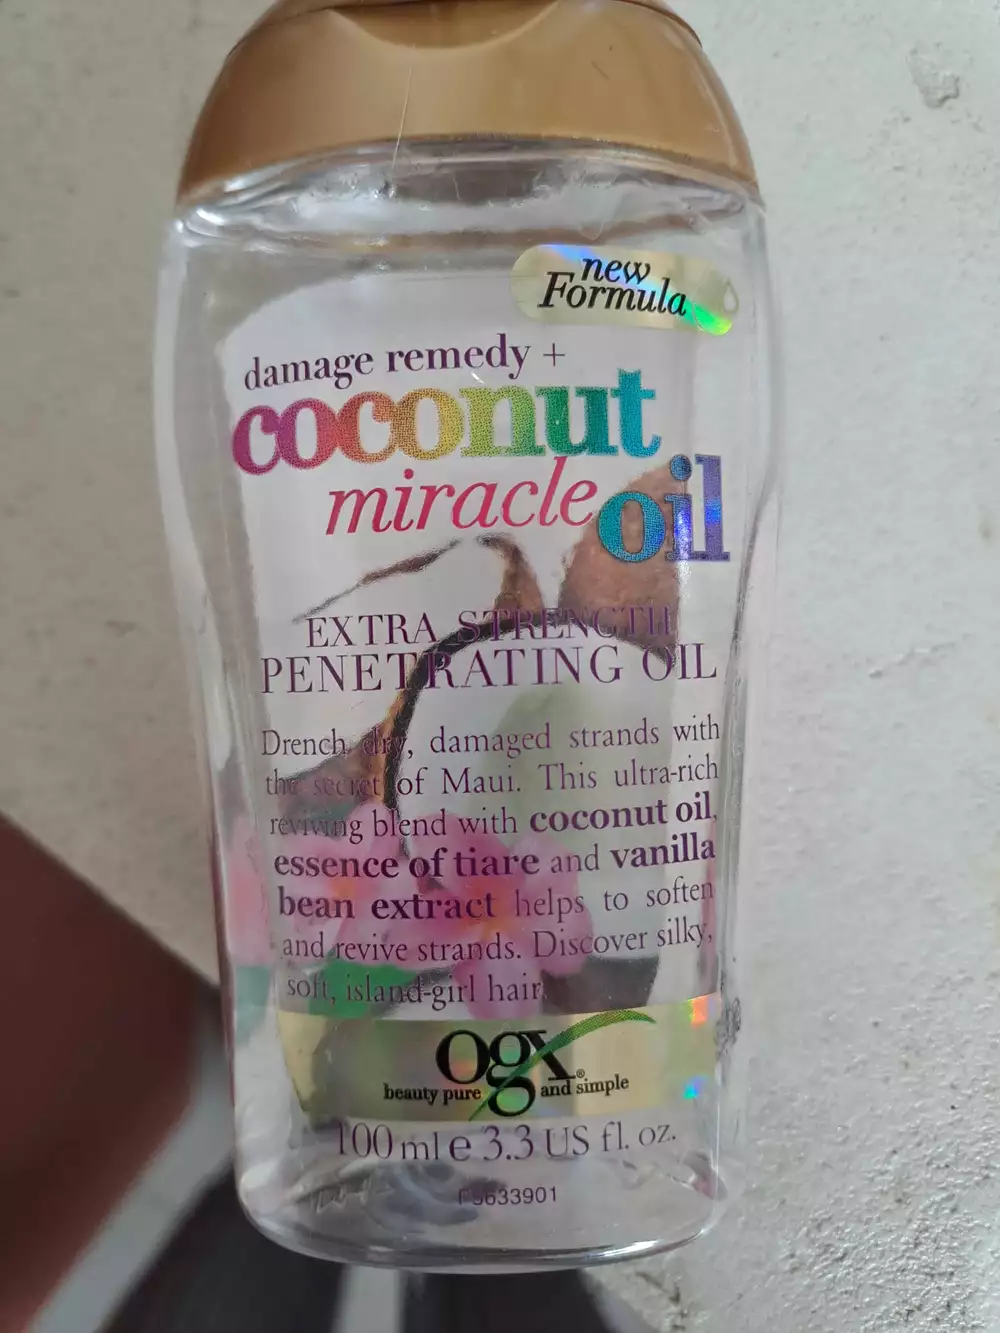 new
Formula
damage remedy +
coconut
miracle oil
EXTRA STRENGTH
PENETRATING OIL
Drench dry, damaged strands with
the secret of Maui. This ultra-rich
reviving blend with coconut oil,
essence of tiare and vanilla
bean extract helps to soften
and revive strands. Discover silky,
soft, island-girl hair.
ogx®
beauty pure and simple
100 ml e 3.3 US fl. oz.